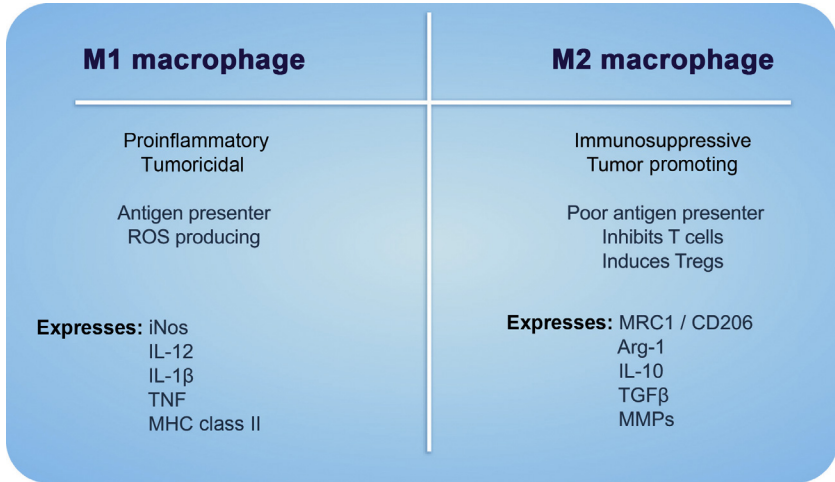 M1 macrophage
Proinflammatory
Tumoricidal
Antigen presenter
ROS producing
Expresses: iNos
IL-12
IL-1β
TNF
MHC class II
M2 macrophage
Immunosuppressive
Tumor promoting
Poor antigen presenter
Inhibits T cells
Induces Tregs
Expresses: MRC1 / CD206
Arg-1
IL-10
TGFβ
MMPs